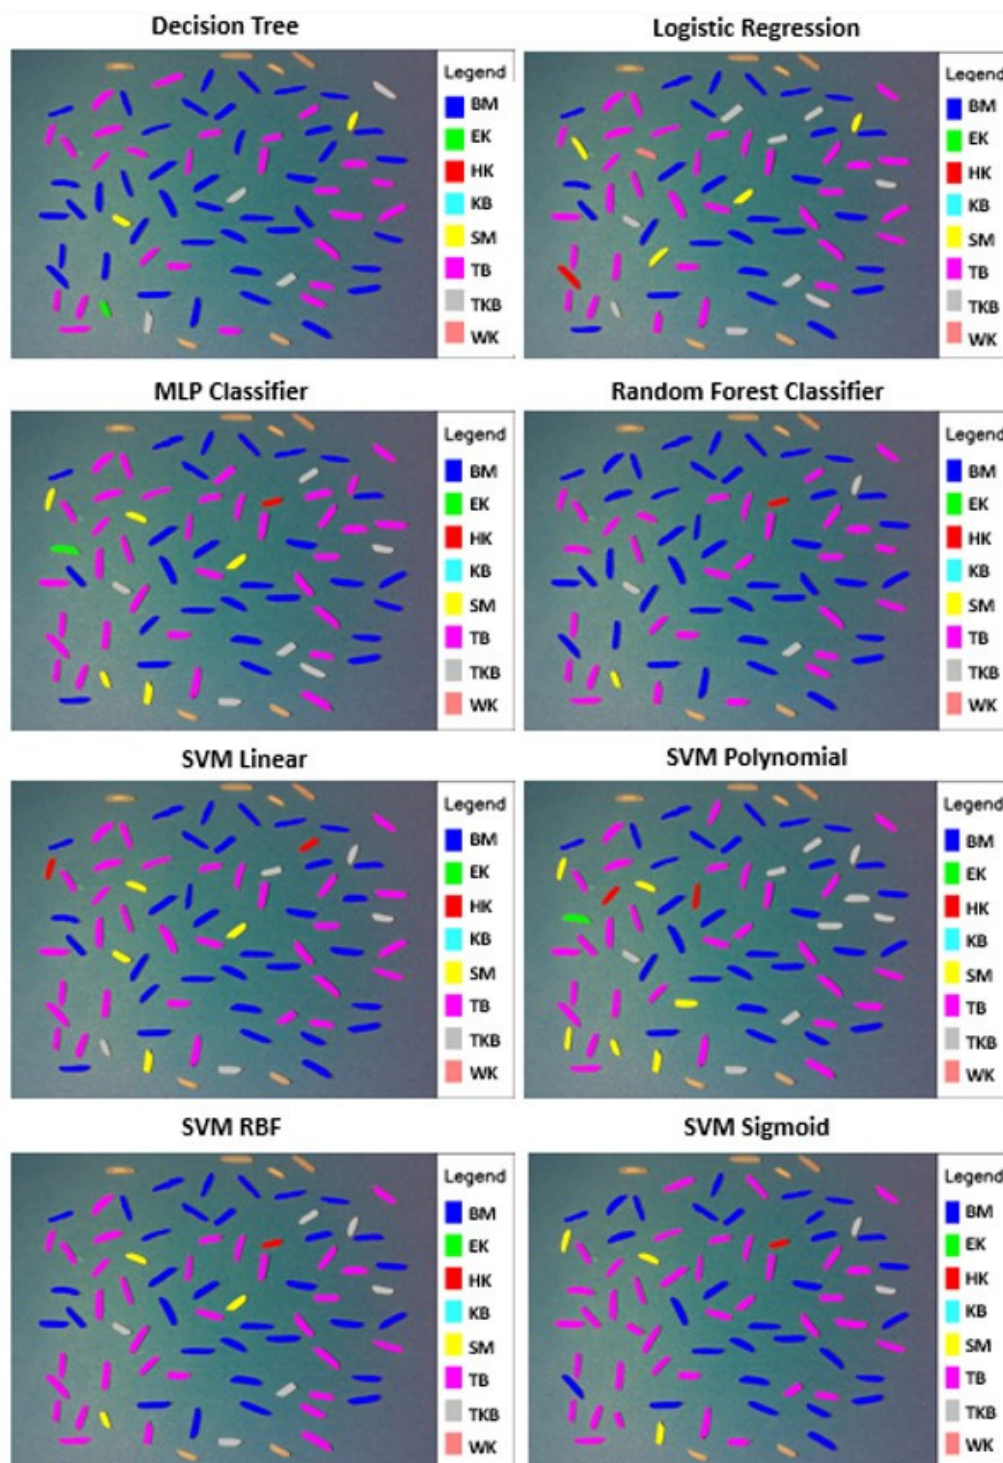 Decision Tree
Legend
BM
EK
HK
KB
SM
TB
TKB
WK
Logistic Regression
Legend
BM
EK
HK
KB
SM
TB
TKB
WK
MLP Classifier
Legend
BM
EK
HK
KB
SM
TB
TKB
WK
Random Forest Classifier
Legend
BM
EK
HK
KB
SM
TB
TKB
WK
SVM Linear
Legend
BM
EK
HK
KB
SM
TB
TKB
WK
SVM Polynomial
Legend
BM
EK
HK
KB
SM
TB
TKB
WK
SVM RBF
Legend
BM
EK
HK
KB
SM
TB
TKB
WK
SVM Sigmoid
Legend
BM
EK
HK
KB
SM
TB
TKB
WK